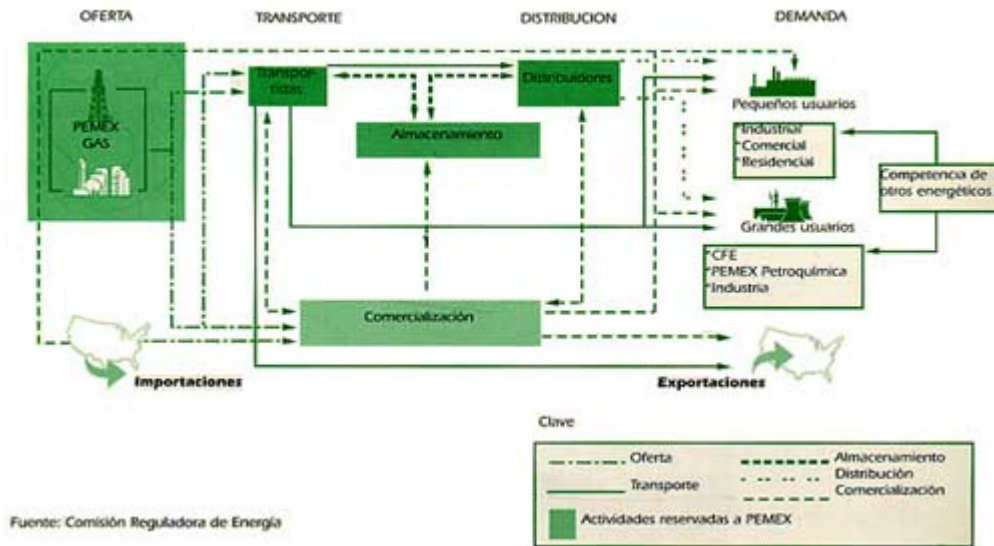 OFERTA
TRANSPORTE
DISTRIBUCION
DEMANDA
PEMEX
GAS
Transpor-
tidas
Distribuidores
Almacenamiento
Pequeños usuarios
Industrial
Comercial
Residencial
Competencia de
otros energéticos
Grandes usuarios
CFE
PEMEX Petroquímica
Industria
Comercialización
Importaciones
Exportaciones
Clave
Oferta
Transporte
Almacenamiento
Distribución
Comercialización
Actividades reservadas a PEMEX
Fuente: Comisión Reguladora de Energía